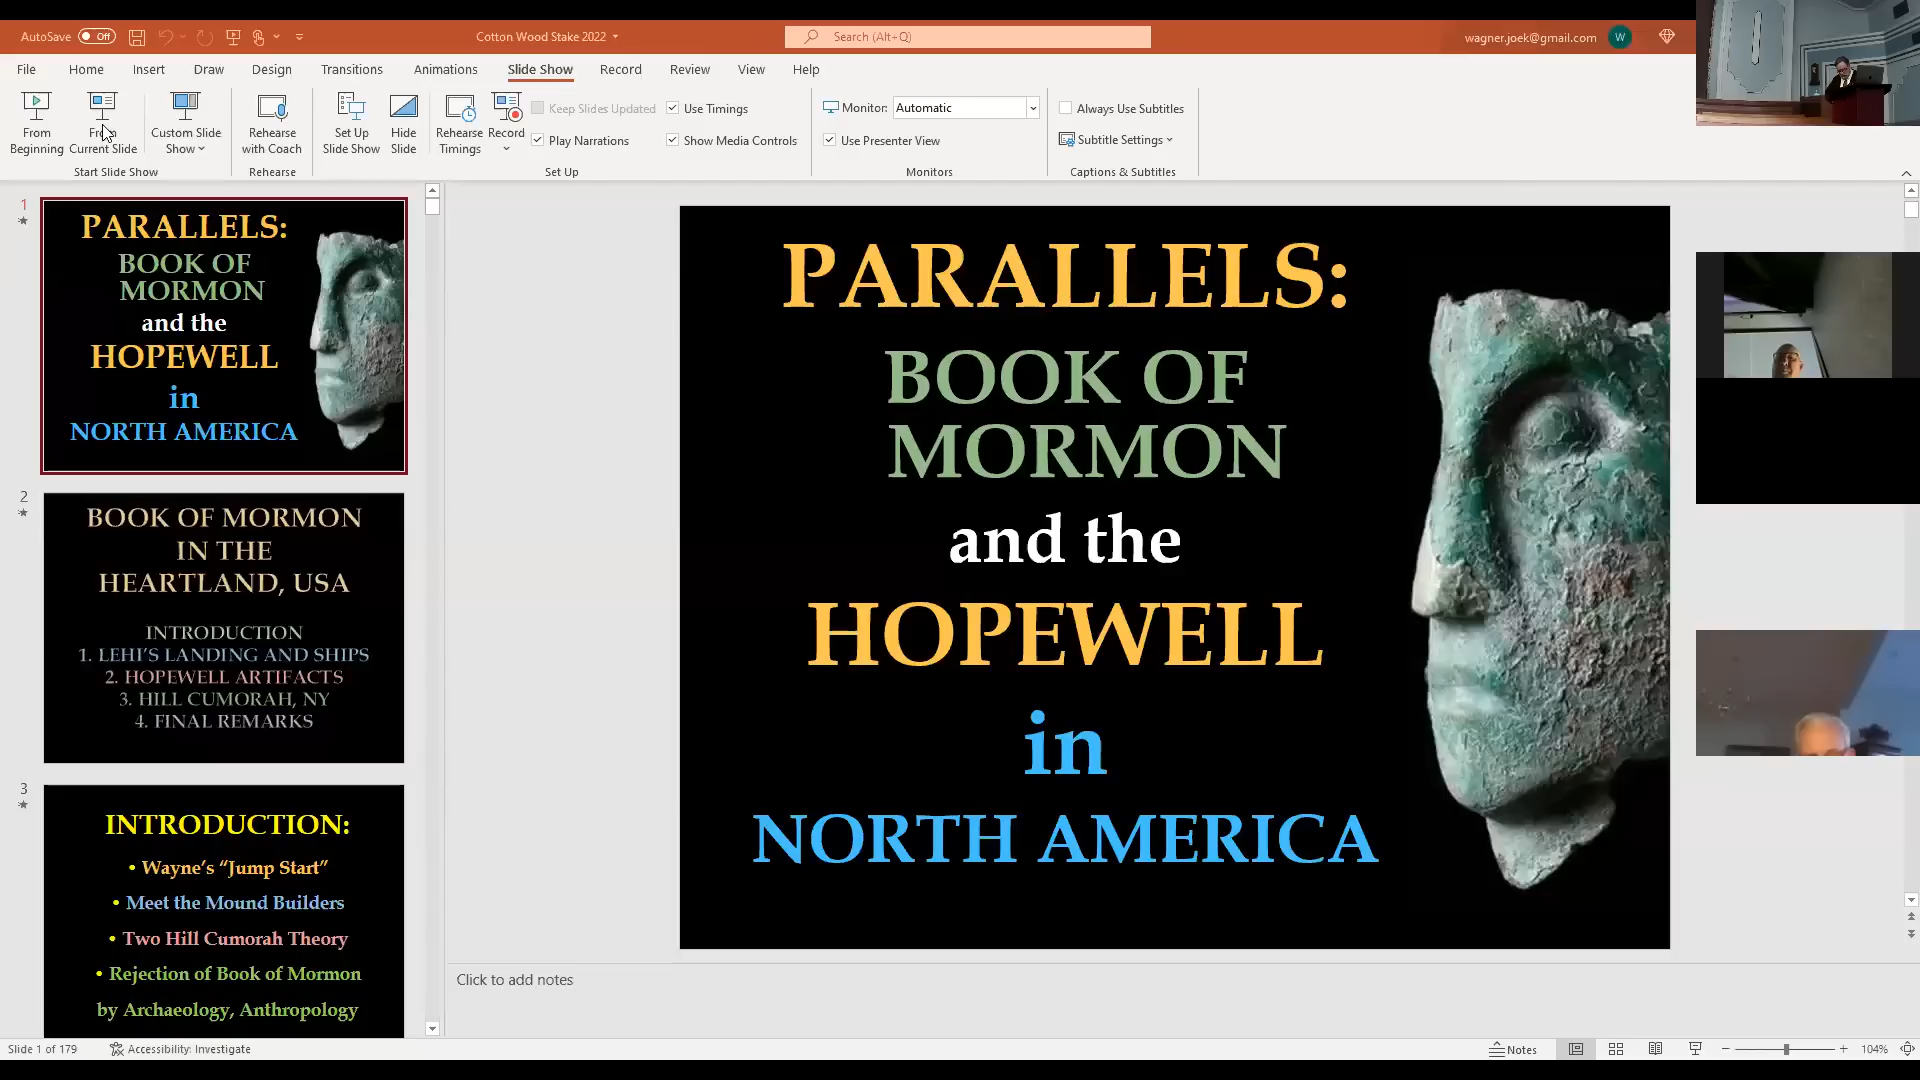 AutoSave Off
Cotton Wood Stake 2022
Search (Alt+Q)
wagner.joek@gmail.com W
File Home Insert Draw Design Transitions Animations Slide Show Record Review View Help
From Beginning
From Current Slide
Custom Slide Show
Start Slide Show
Rehearse with Coach
Rehearse
Set Up Slide Show
Hide Slide
Rehearse Timings
Record
Keep Slides Updated
Play Narrations
Use Timings
Show Media Controls
Set Up
Monitor: Automatic
Use Presenter View
Monitors
Always Use Subtitles
Subtitle Settings
Captions & Subtitles
1
PARALLELS:
BOOK OF
MORMON
and the
HOPEWELL
in
NORTH AMERICA
2
BOOK OF MORMON
IN THE
HEARTLAND, USA
INTRODUCTION
1. LEHI'S LANDING AND SHIPS
2. HOPEWELL ARTIFACTS
3. HILL CUMORAH, NY
4. FINAL REMARKS
3
INTRODUCTION:
• Wayne's “Jump Start”
• Meet the Mound Builders
• Two Hill Cumorah Theory
• Rejection of Book of Mormon
by Archaeology, Anthropology
PARALLELS:
BOOK OF
MORMON
and the
HOPEWELL
in
NORTH AMERICA
Click to add notes
Slide 1 of 179
Accessibility: Investigate
Notes
104%